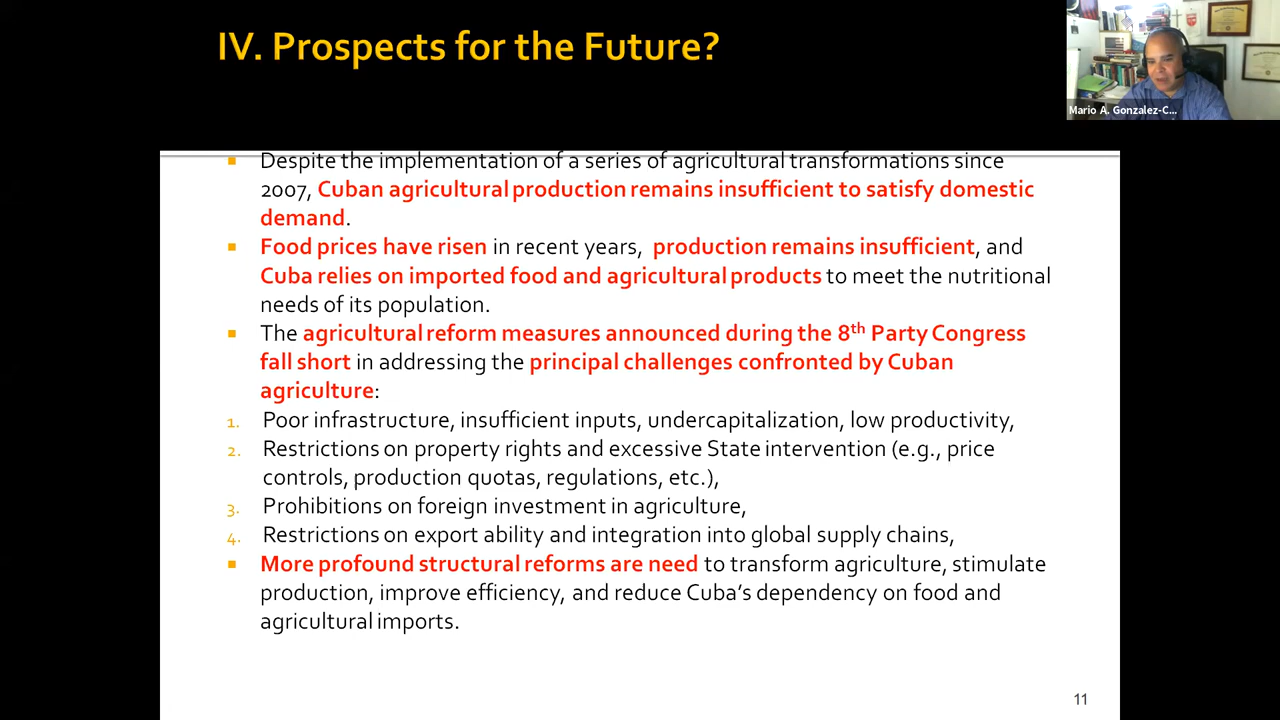 IV. Prospects for the Future?
Mario A. Gonzalez-C...
▪ Despite the implementation of a series of agricultural transformations since
2007, Cuban agricultural production remains insufficient to satisfy domestic
demand.
▪ Food prices have risen in recent years, production remains insufficient, and
Cuba relies on imported food and agricultural products to meet the nutritional
needs of its population.
▪ The agricultural reform measures announced during the 8th Party Congress
fall short in addressing the principal challenges confronted by Cuban
agriculture:
1. Poor infrastructure, insufficient inputs, undercapitalization, low productivity,
2. Restrictions on property rights and excessive State intervention (e.g., price
controls, production quotas, regulations, etc.),
3. Prohibitions on foreign investment in agriculture,
4. Restrictions on export ability and integration into global supply chains,
▪ More profound structural reforms are need to transform agriculture, stimulate
production, improve efficiency, and reduce Cuba's dependency on food and
agricultural imports.
11